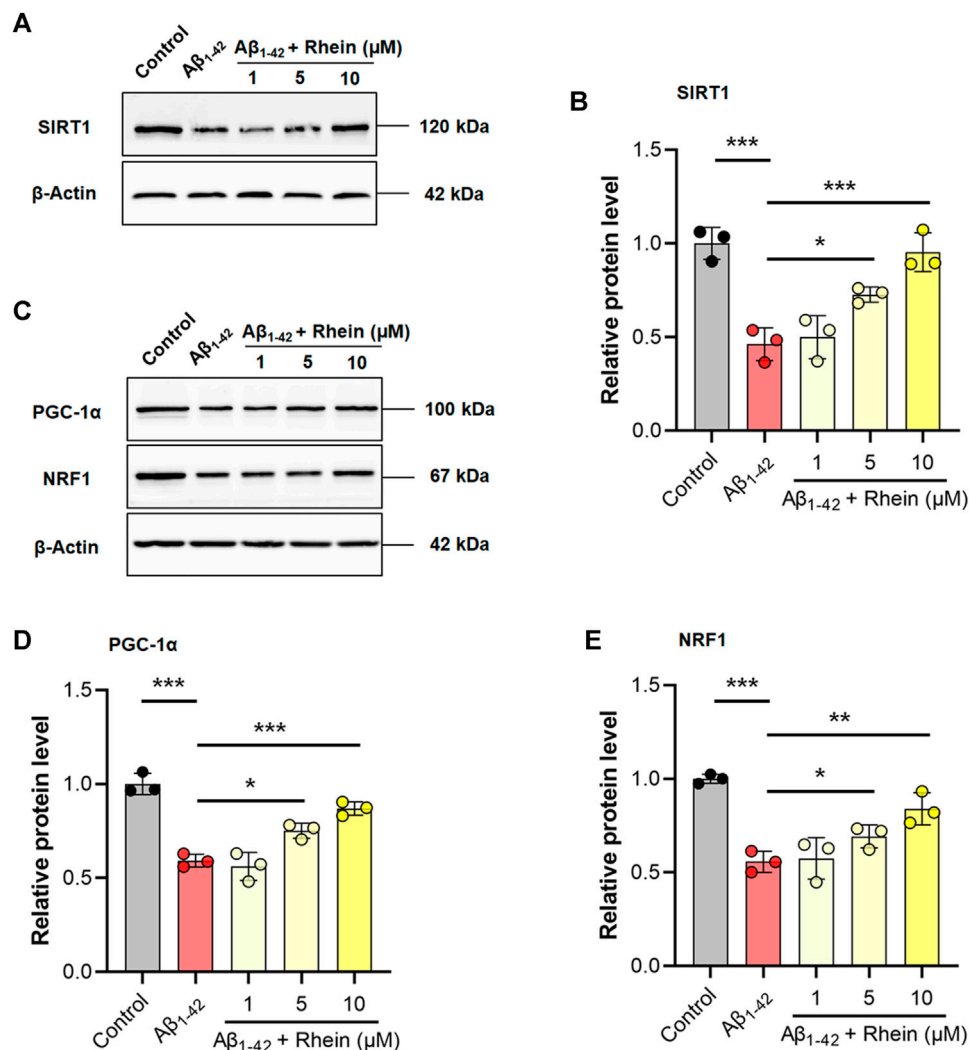 A
Control
Aβ1-42
Aβ1-42 + Rhein (μM)
1 5 10
SIRT1
120 kDa
β-Actin
42 kDa
B
SIRT1
Relative protein level
1.5
1.0
0.5
0.0
***
***
*
Control
Aβ1-42
1 5 10
Aβ1-42 + Rhein (μM)
C
Control
Aβ1-42
Aβ1-42 + Rhein (μM)
1 5 10
PGC-1α
100 kDa
NRF1
67 kDa
β-Actin
42 kDa
D
PGC-1α
Relative protein level
1.5
1.0
0.5
0.0
***
***
*
Control
Aβ1-42
1 5 10
Aβ1-42 + Rhein (μM)
E
NRF1
Relative protein level
1.5
1.0
0.5
0.0
***
**
*
Control
Aβ1-42
1 5 10
Aβ1-42 + Rhein (μM)